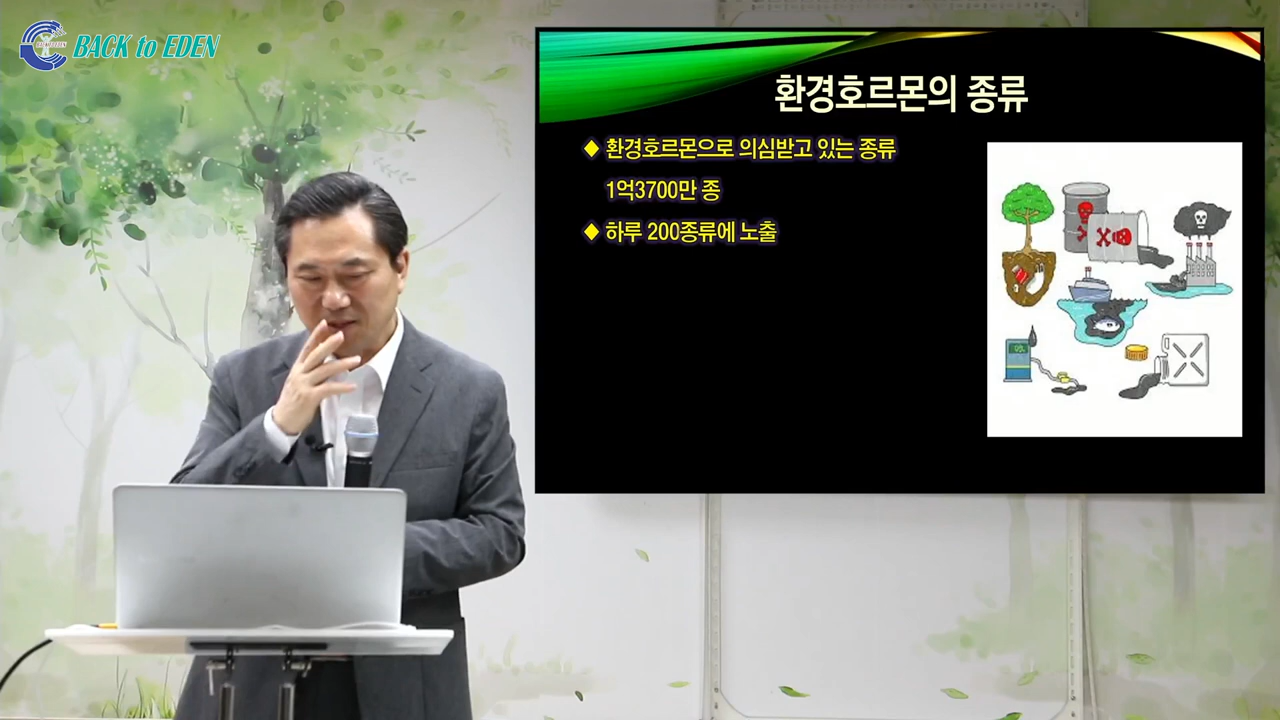 BACK to EDEN
환경호르몬의 종류
◆ 환경호르몬으로 의심받고 있는 종류
1억3700만 종
◆ 하루 200종류에 노출